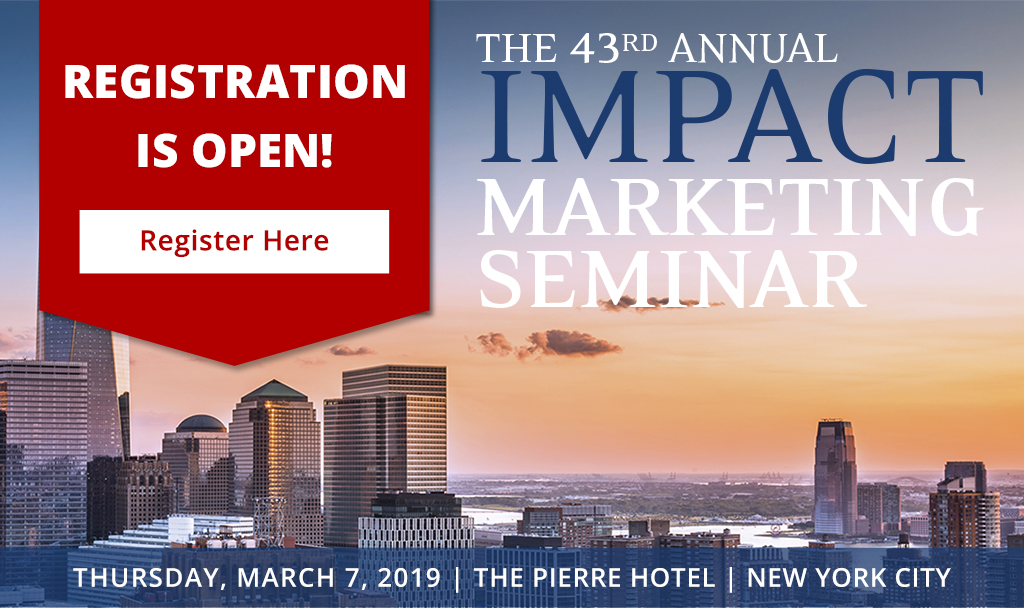 REGISTRATION
IS OPEN!
Register Here
THE 43RD ANNUAL
IMPACT
MARKETING
SEMINAR
THURSDAY, MARCH 7, 2019 | THE PIERRE HOTEL | NEW YORK CITY